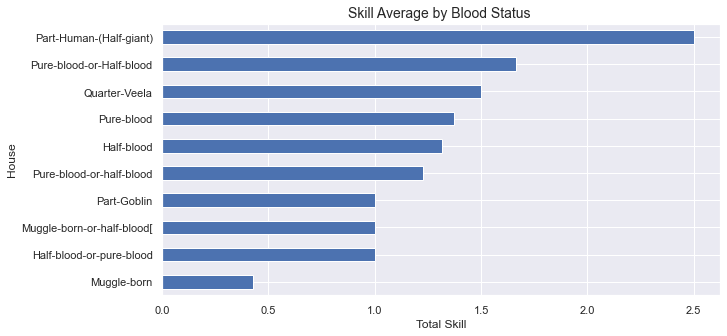 Skill Average by Blood Status
House
Part-Human-(Half-giant)
Pure-blood-or-Half-blood
Quarter-Veela
Pure-blood
Half-blood
Pure-blood-or-half-blood
Part-Goblin
Muggle-born-or-half-blood[
Half-blood-or-pure-blood
Muggle-born
0.0 0.5 1.0 1.5 2.0 2.5
Total Skill